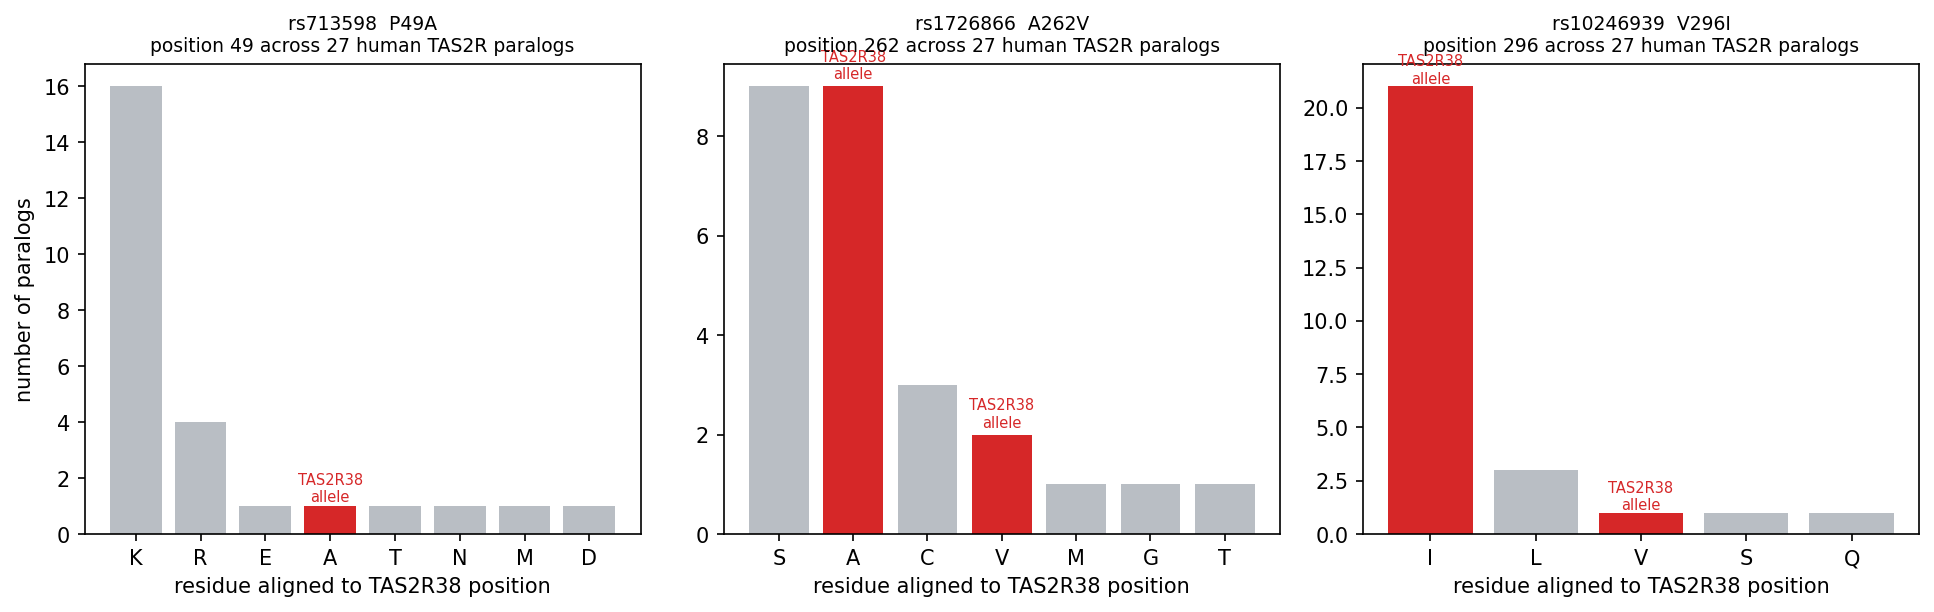 rs713598  P49A
position 49 across 27 human TAS2R paralogs
number of paralogs
16
14
12
10
8
6
4
2
0
TAS2R38
allele
K R E A T N M D
residue aligned to TAS2R38 position
rs1726866  A262V
position 262 across 27 human TAS2R paralogs
TAS2R38
allele
8
6
4
2
0
TAS2R38
allele
S A C V M G T
residue aligned to TAS2R38 position
rs10246939  V296I
position 296 across 27 human TAS2R paralogs
TAS2R38
allele
20.0
17.5
15.0
12.5
10.0
7.5
5.0
2.5
0.0
TAS2R38
allele
I L V S Q
residue aligned to TAS2R38 position